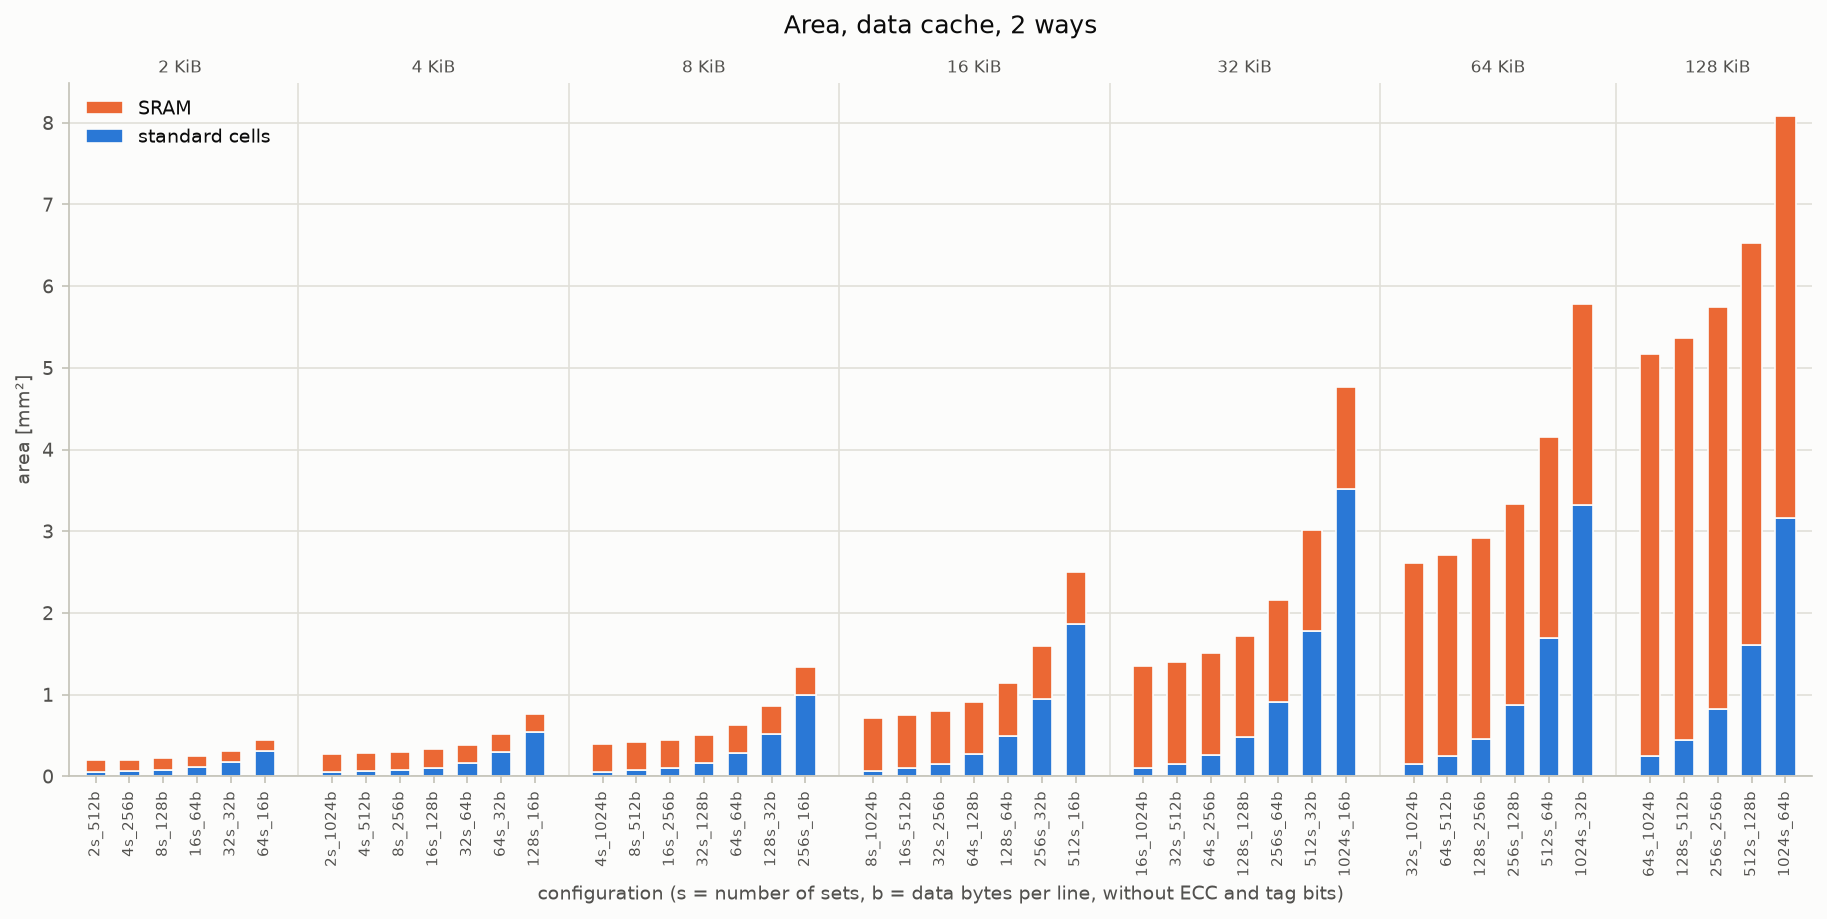 Area, data cache, 2 ways
2 KiB 4 KiB 8 KiB 16 KiB 32 KiB 64 KiB 128 KiB
SRAM
standard cells
8
7
6
5
4
3
2
1
0
area [mm²]
2s_512b 4s_256b 8s_128b 16s_64b 32s_32b 64s_16b 2s_1024b 4s_512b 8s_256b 16s_128b 32s_64b 64s_32b 128s_16b 4s_1024b 8s_512b 16s_256b 32s_128b 64s_64b 128s_32b 256s_16b 8s_1024b 16s_512b 32s_256b 64s_128b 128s_64b 256s_32b 512s_16b 16s_1024b 32s_512b 64s_256b 128s_128b 256s_64b 512s_32b 1024s_16b 32s_1024b 64s_512b 128s_256b 256s_128b 512s_64b 1024s_32b 64s_1024b 128s_512b 256s_256b 512s_128b 1024s_64b
configuration (s = number of sets, b = data bytes per line, without ECC and tag bits)